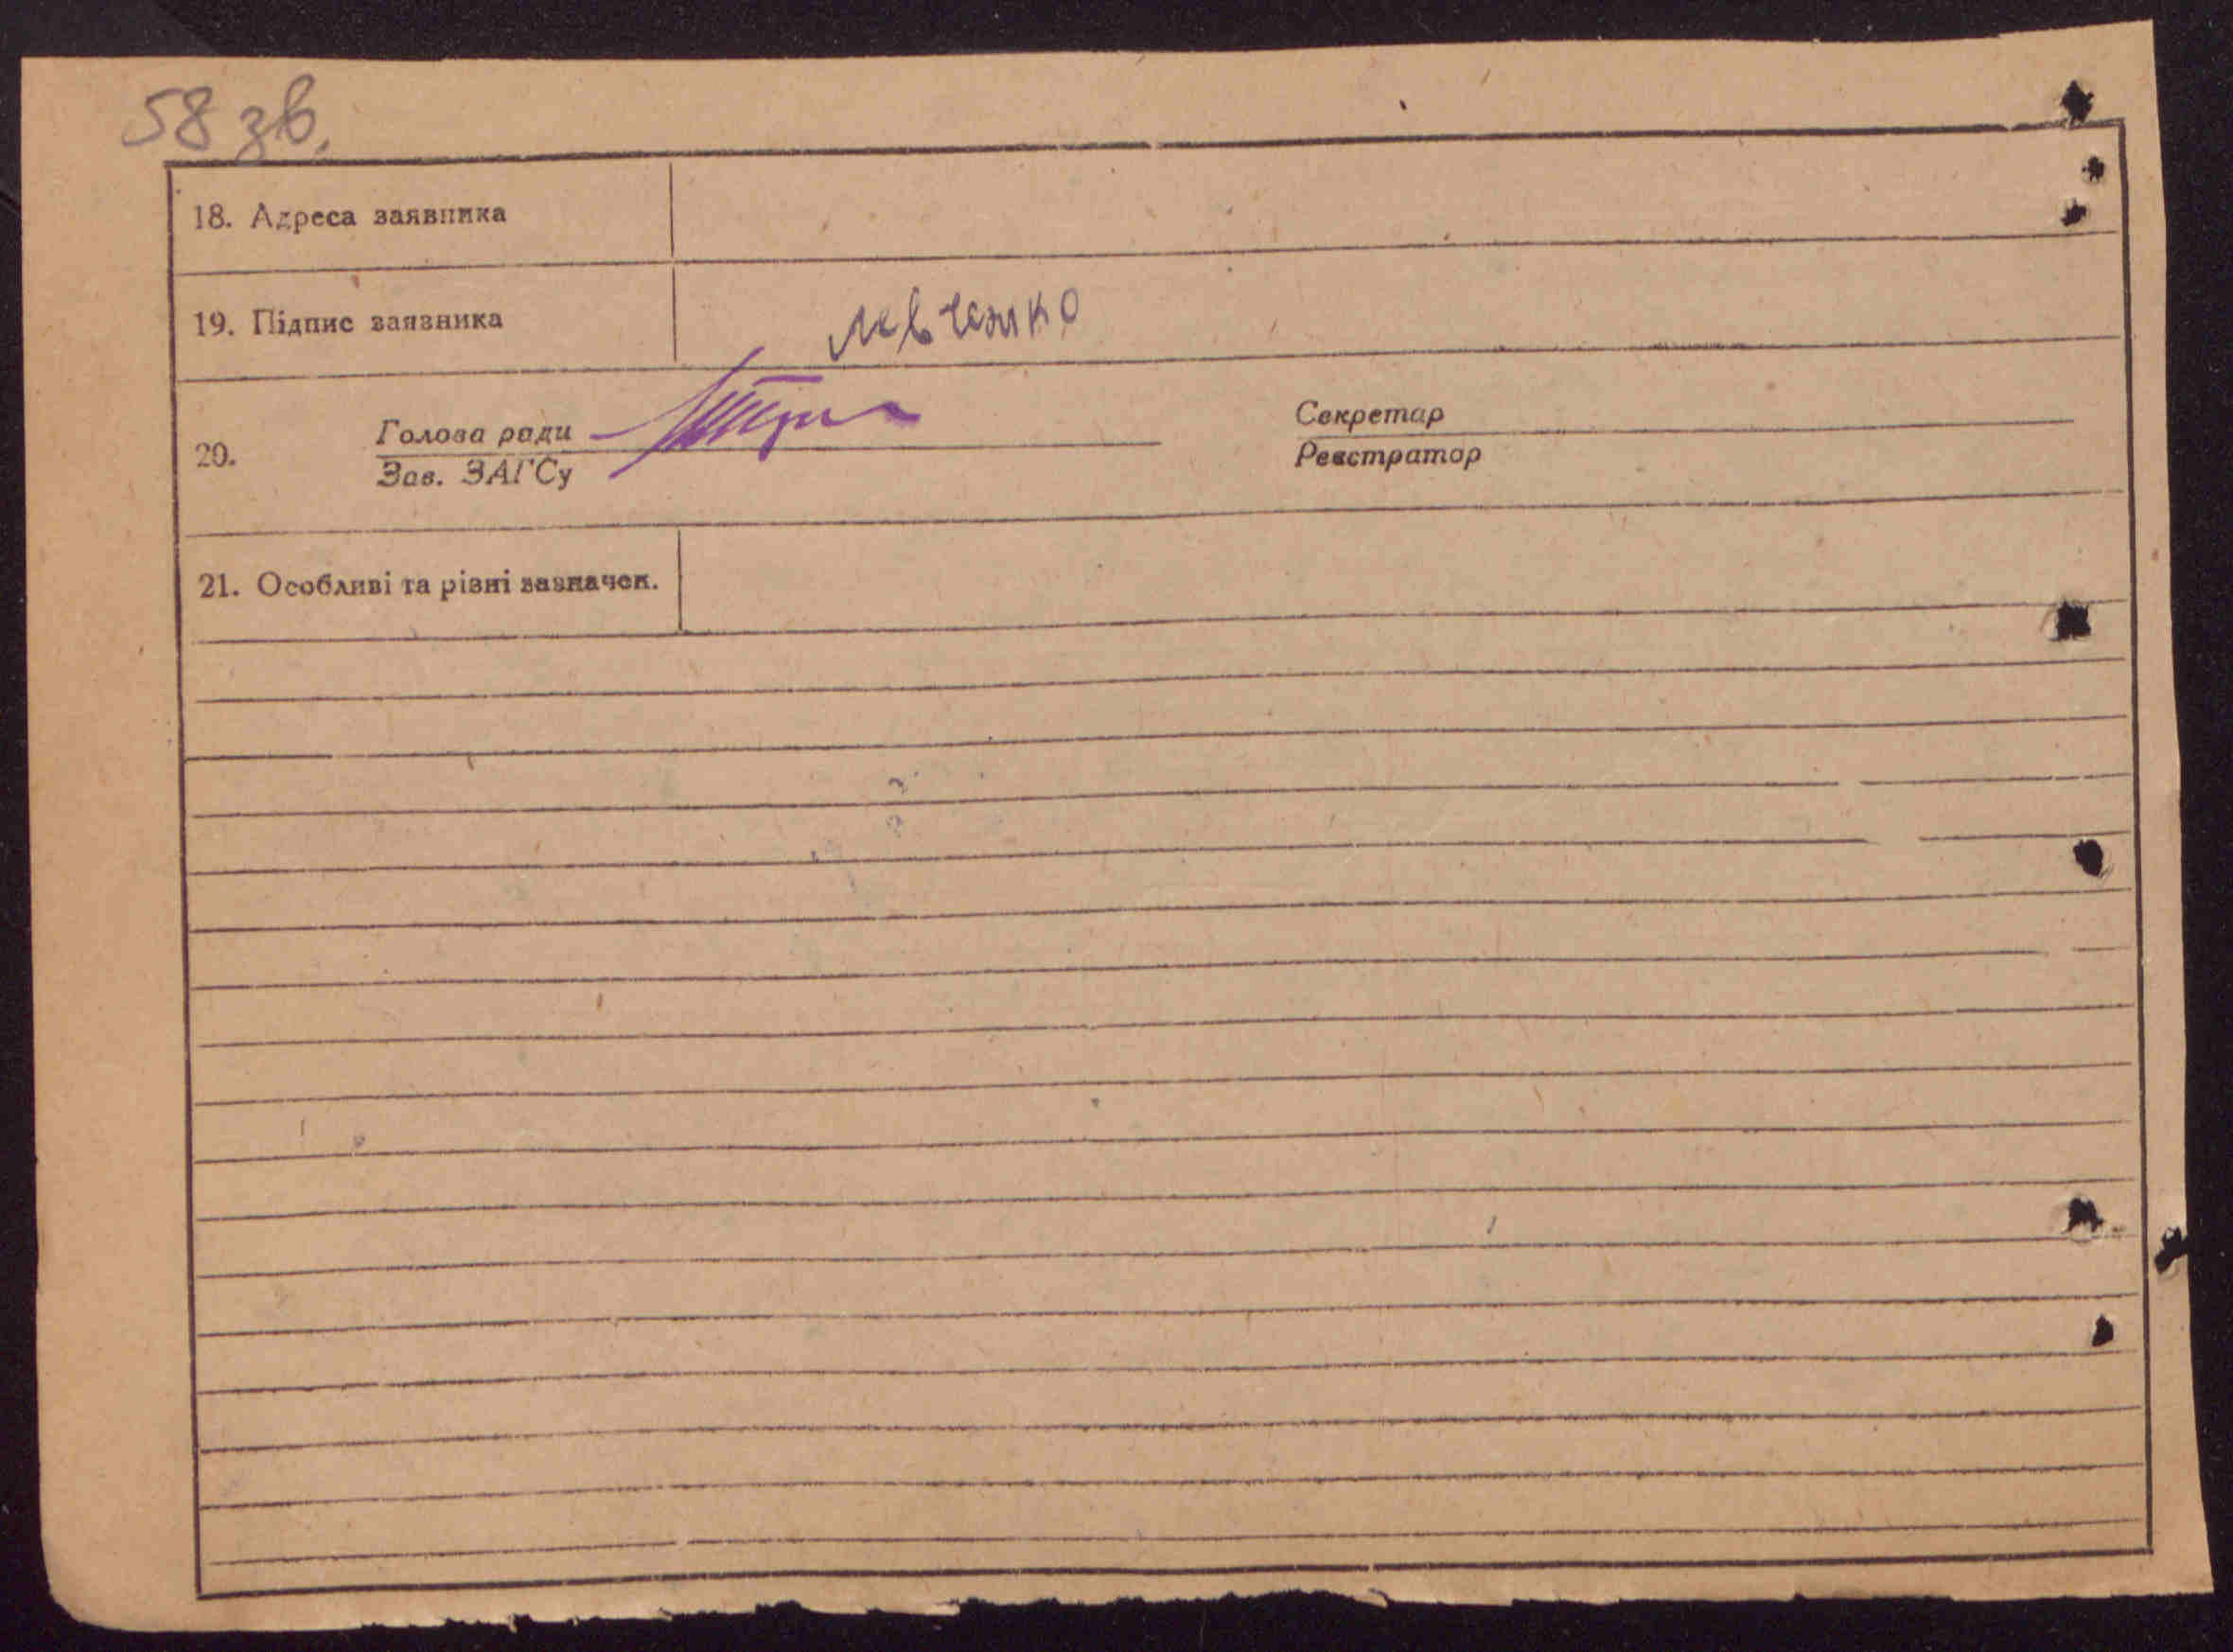 58 зв.
18. Адреса заявника
19. Підпис заявника Левченко
20. Голова ради Секретар
Зав. ЗАГСу Реєстратор
21. Особливі та різні зазначен.